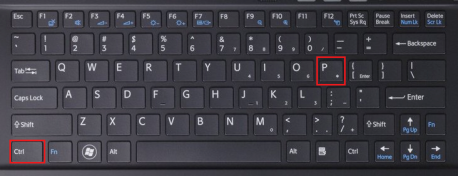 Esc F1 F2 F3 F4 F5 F6 F7 F8 F9 F10 F11 F12 Prt Sc Sys Rq Pause Break Insert Num Lk Delete Scr Lk
~ ! 1 @ 2 # 3 $ 4 % 5 ^ 6 & 7 * 8 ( 9 ) 0 + Backspace
Tab Q W E R T Y U I O P { [ Enter } ] | \
Caps Lock A S D F G H J K L : ; Enter
Shift Z X C V B N M < , > . ? / Shift Pg Up Fn
Ctrl Fn Alt Alt Ctrl Home Pg Dn End